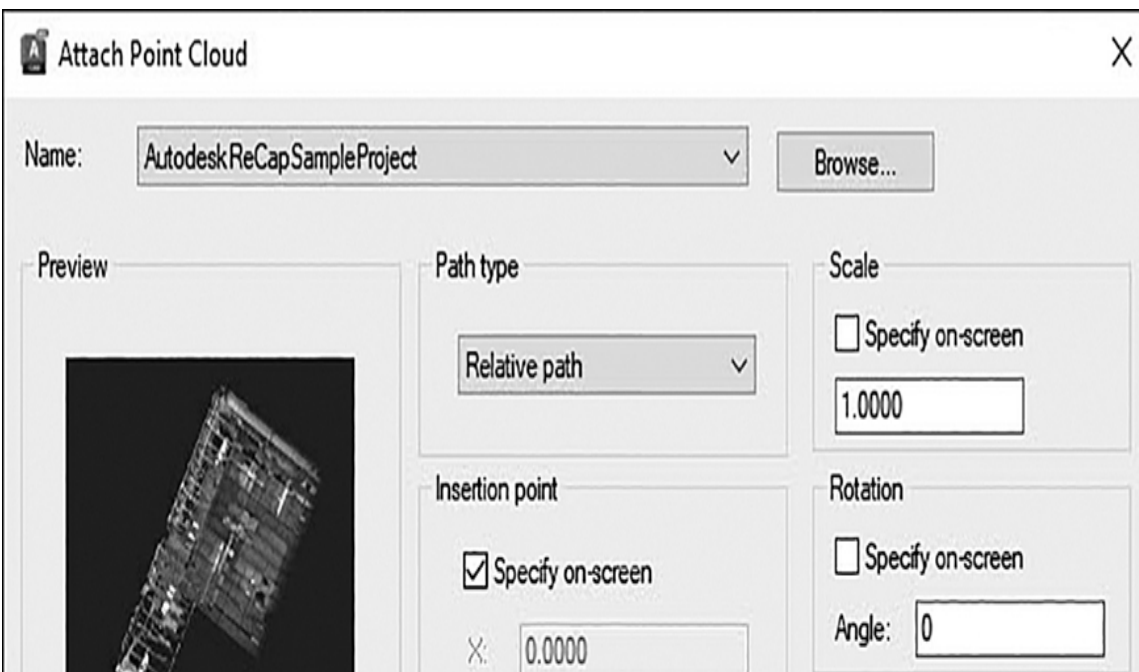 Attach Point Cloud
X
Name:
AutodeskReCapSampleProject
Browse...
Preview
Path type
Relative path
Scale
Specify on-screen
1.0000
Insertion point
Specify on-screen
X:
0.0000
Rotation
Specify on-screen
Angle:
0